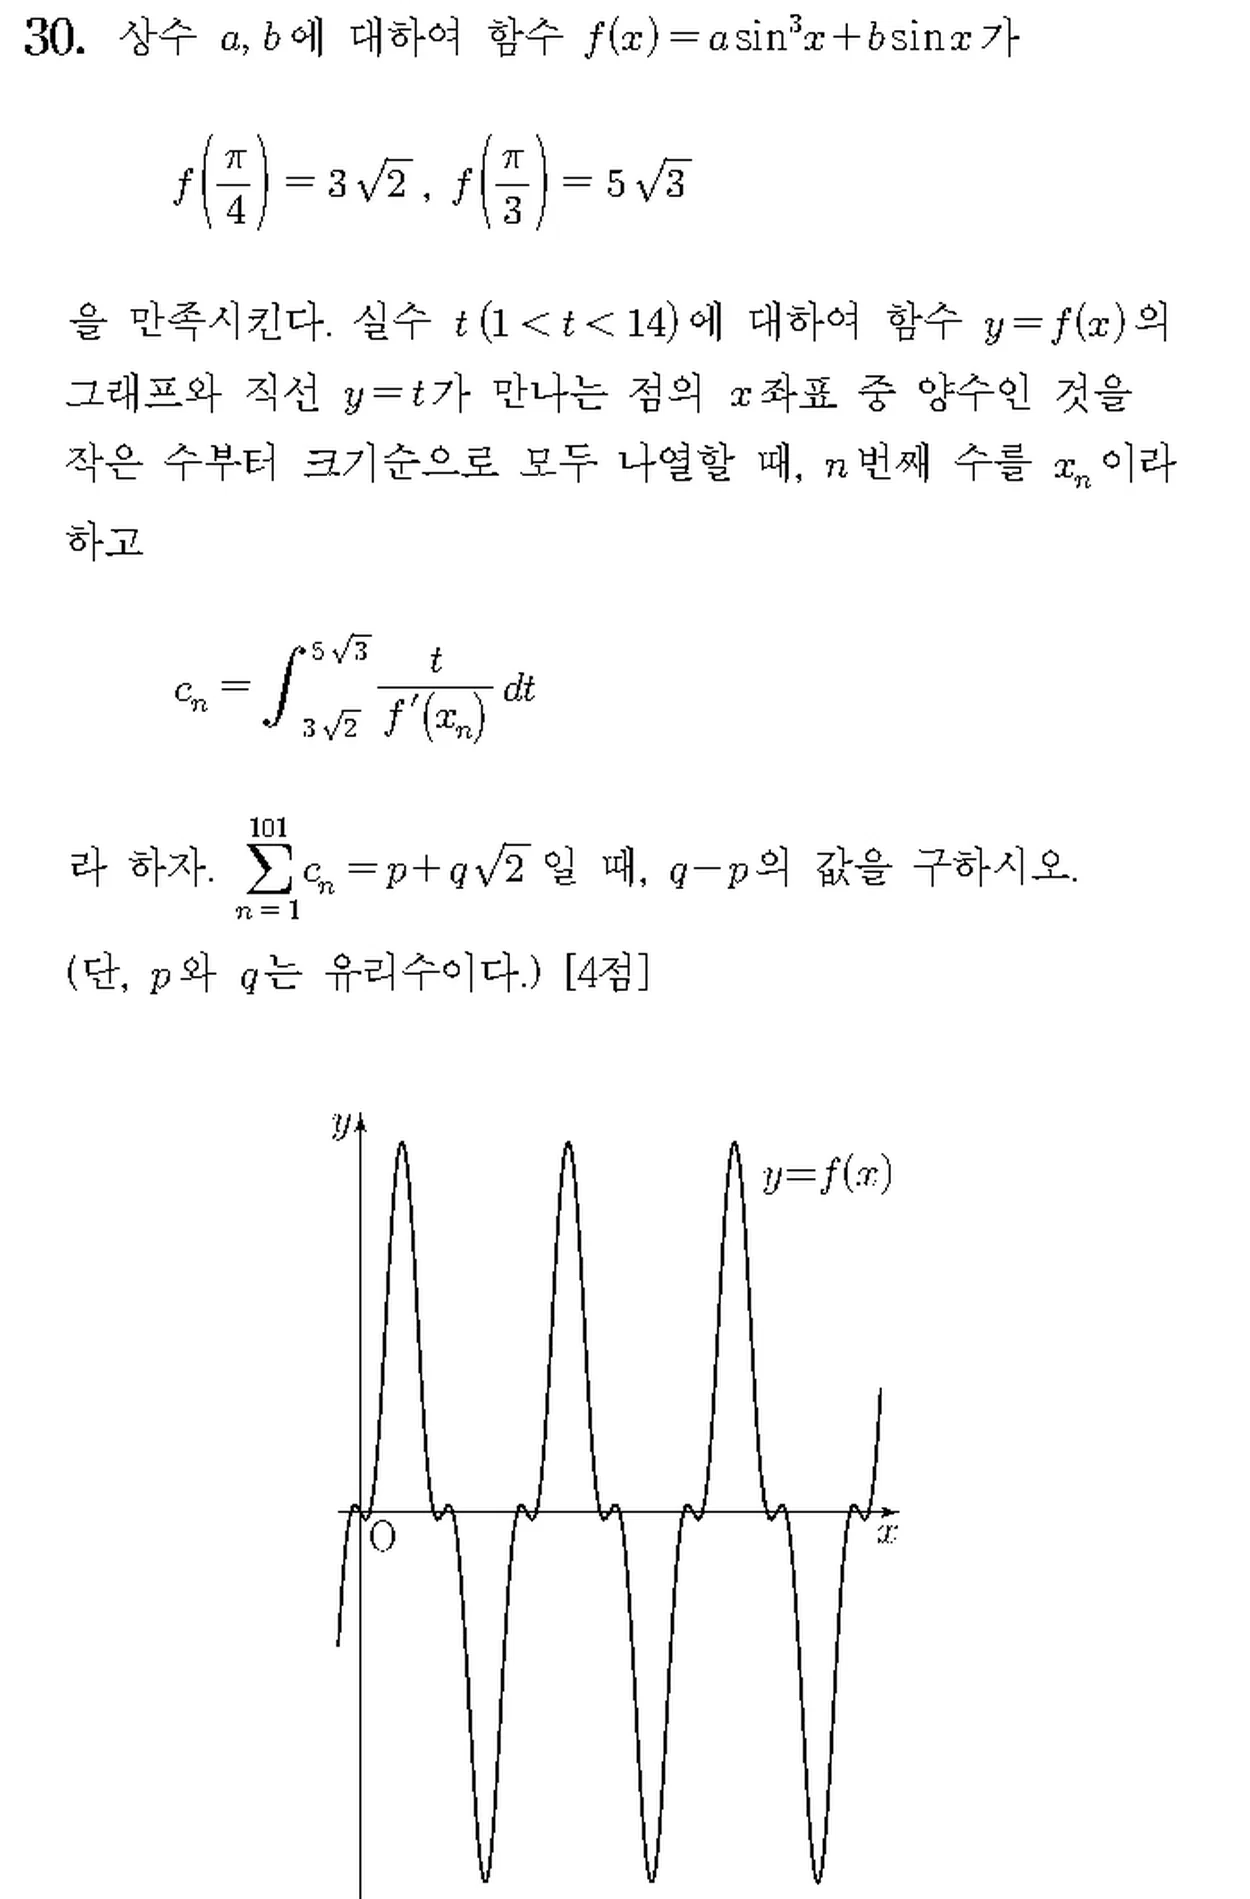 30. 상수 a, b에 대하여 함수 f(x)=a sin³x+b sin x가
f(π/4)=3√2, f(π/3)=5√3
을 만족시킨다. 실수 t(1<t<14)에 대하여 함수 y=f(x)의
그래프와 직선 y=t가 만나는 점의 x좌표 중 양수인 것을
작은 수부터 크기순으로 모두 나열할 때, n번째 수를 xₙ이라
하고
cₙ=∫_{3√2}^{5√3} t/f′(xₙ) dt
라 하자. ∑_{n=1}^{101} cₙ=p+q√2일 때, q-p의 값을 구하시오.
(단, p와 q는 유리수이다.) [4점]
y
y=f(x)
O
x